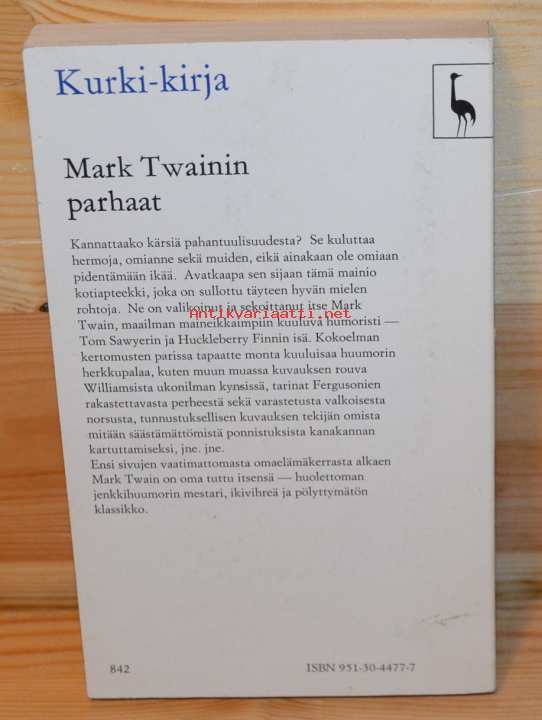 Kurki-kirja
Mark Twainin
parhaat
Kannattaako kärsiä pahantuulisuudesta? Se kuluttaa
hermoja, omianne sekä muiden, eikä ainakaan ole omiaan
pidentämään ikää. Avatkaapa sen sijaan tämä mainio
kotiapteekki, joka on sullottu täyteen hyvän mielen
rohtoja. Ne on valikoinut ja sekoittanut itse Mark
Antikvariaatti.net
Twain, maailman maineikkaimpiin kuuluva humoristi —
Tom Sawyerin ja Huckleberry Finnin isä. Kokoelman
kertomusten parissa tapaatte monta kuuluisaa huumorin
herkkupalaa, kuten muun muassa kuvauksen rouva
Williamsista ukonilman kynsissä, tarinat Fergusonien
rakastettavasta perheestä sekä varastetusta valkoisesta
norsusta, tunnustuksellisen kuvauksen tekijän omista
mitään säästämättömistä ponnistuksista kanakannan
kartuttamiseksi, jne. jne.
Ensi sivujen vaatimattomasta omaelämäkerrasta alkaen
Mark Twain on oma tuttu itsensä — huolettoman
jenkkihuumorin mestari, ikivihreä ja pölyttymätön
klassikko.
842
ISBN 951-30-4477-7